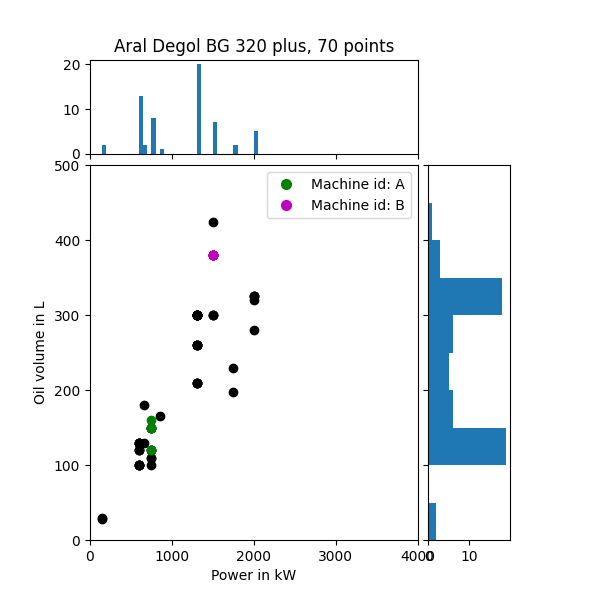 Aral Degol BG 320 plus, 70 points
20
10
0
500
400
300
200
100
0
Oil volume in L
Machine id: A
Machine id: B
0 1000 2000 3000 4000
0 10
Power in kW